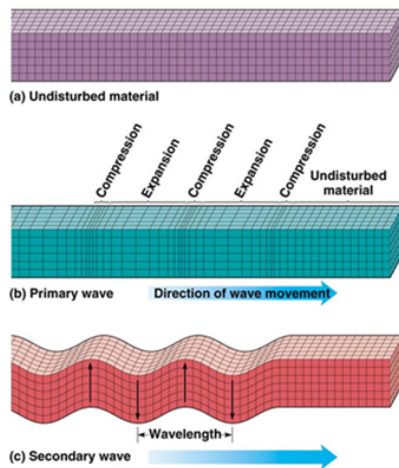 (a) Undisturbed material
Compression
Expansion
Compression
Expansion
Compression
Undisturbed
material
(b) Primary wave
Direction of wave movement
Wavelength
(c) Secondary wave